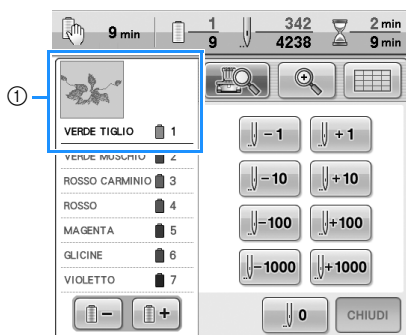 9 min 1 9 342 4238 2 min 9 min
①
VERDE TIGLIO 1
VERDE MUSCHIO 2
ROSSO CARMINIO 3
ROSSO 4
MAGENTA 5
GLICINE 6
VIOLETTO 7
- 1 + 1
- 10 + 10
- 100 + 100
- 1000 + 1000
- + 0 CHIUDI